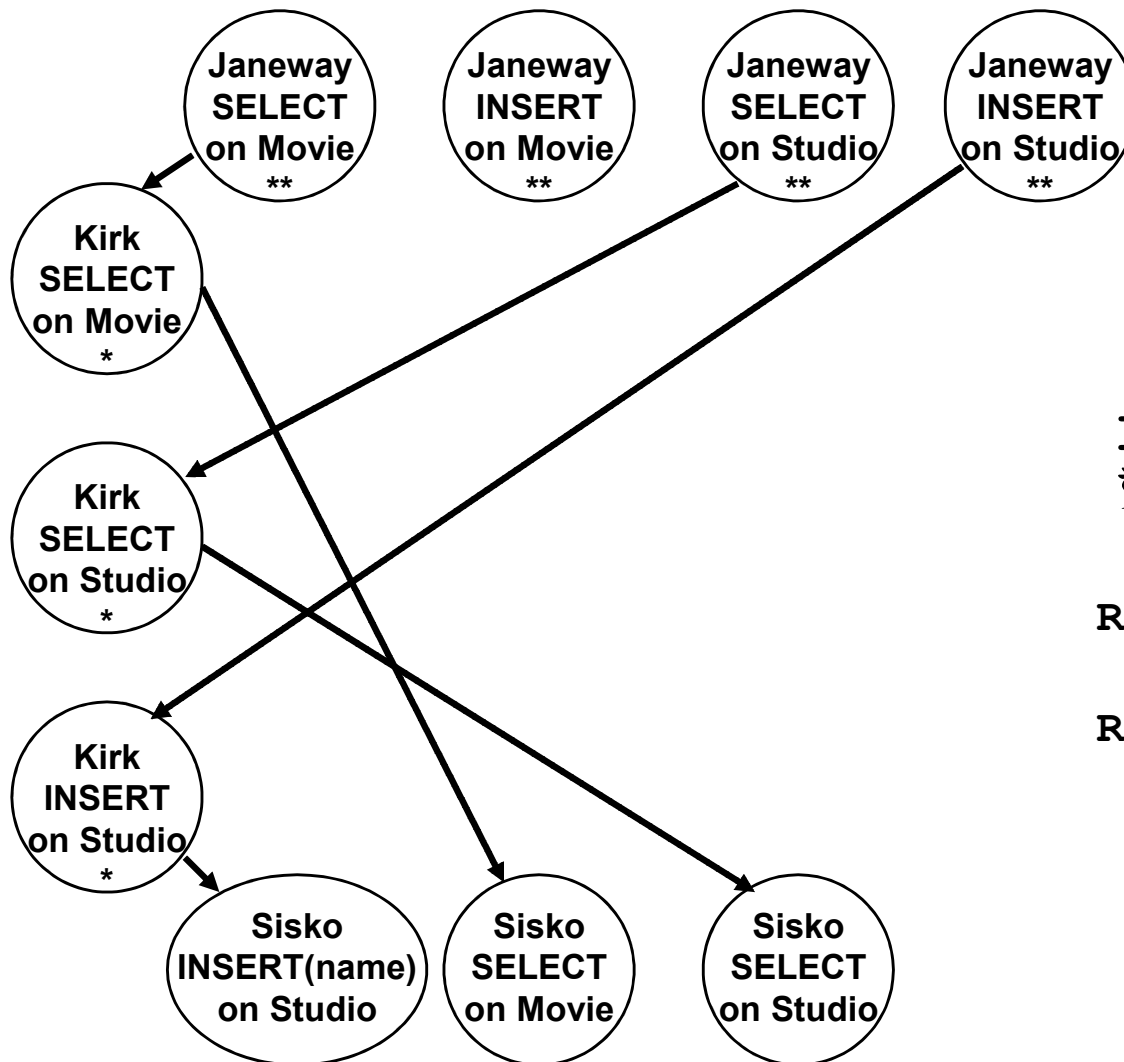 Janeway
SELECT
on Movie
**
Janeway
INSERT
on Movie
**
Janeway
SELECT
on Studio
**
Janeway
INSERT
on Studio
**
Kirk
SELECT
on Movie
*
Kirk
SELECT
on Studio
*
R
R
Kirk
INSERT
on Studio
*
Sisko
INSERT(name)
on Studio
Sisko
SELECT
on Movie
Sisko
SELECT
on Studio